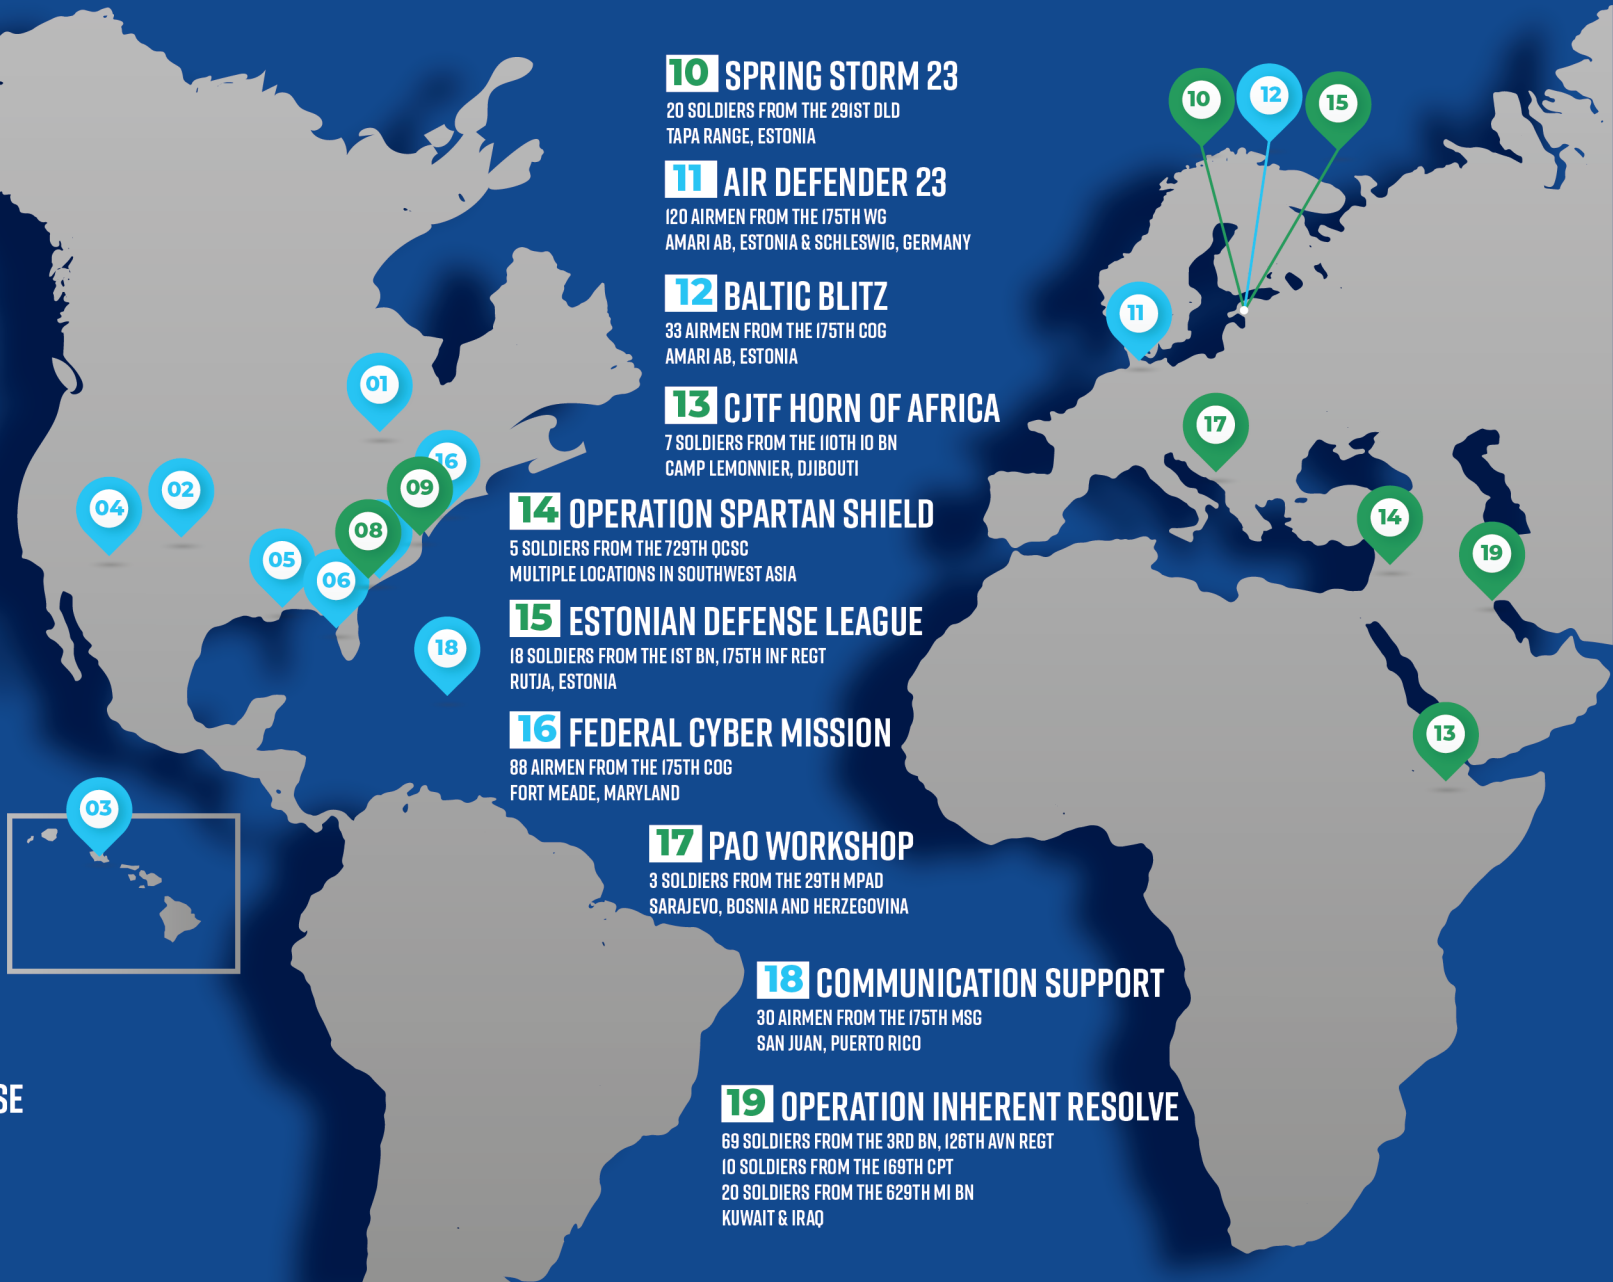 10 SPRING STORM 23
20 SOLDIERS FROM THE 291ST DLD
TAPA RANGE, ESTONIA
11 AIR DEFENDER 23
120 AIRMEN FROM THE 175TH WG
AMARI AB, ESTONIA & SCHLESWIG, GERMANY
12 BALTIC BLITZ
33 AIRMEN FROM THE 175TH COG
AMARI AB, ESTONIA
13 CJTF HORN OF AFRICA
7 SOLDIERS FROM THE 110TH IO BN
CAMP LEMONNIER, DJIBOUTI
14 OPERATION SPARTAN SHIELD
5 SOLDIERS FROM THE 729TH QCSC
MULTIPLE LOCATIONS IN SOUTHWEST ASIA
15 ESTONIAN DEFENSE LEAGUE
18 SOLDIERS FROM THE 1ST BN, 175TH INF REGT
RUTJA, ESTONIA
16 FEDERAL CYBER MISSION
88 AIRMEN FROM THE 175TH COG
FORT MEADE, MARYLAND
17 PAO WORKSHOP
3 SOLDIERS FROM THE 29TH MPAD
SARAJEVO, BOSNIA AND HERZEGOVINA
18 COMMUNICATION SUPPORT
30 AIRMEN FROM THE 175TH MSG
SAN JUAN, PUERTO RICO
19 OPERATION INHERENT RESOLVE
69 SOLDIERS FROM THE 3RD BN, 126TH AVN REGT
10 SOLDIERS FROM THE 169TH CPT
20 SOLDIERS FROM THE 629TH MI BN
KUWAIT & IRAQ
01
16
09
02
04
08
05
06
18
03
SE
10
12
15
11
17
14
19
13